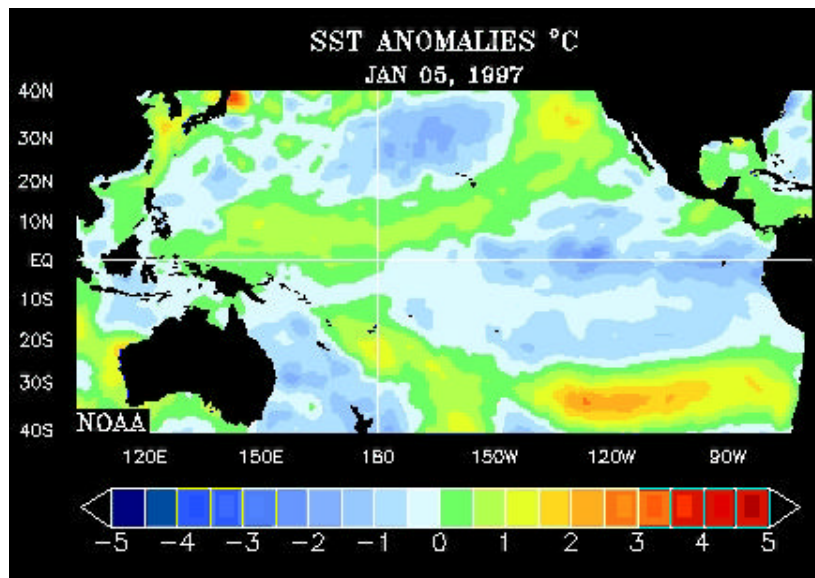 SST ANOMALIES °C
JAN 05, 1997
40N
30N
20N
10N
EQ
10S
20S
30S
40S
NOAA
120E 150E 180 150W 120W 90W
-5 -4 -3 -2 -1 0 1 2 3 4 5